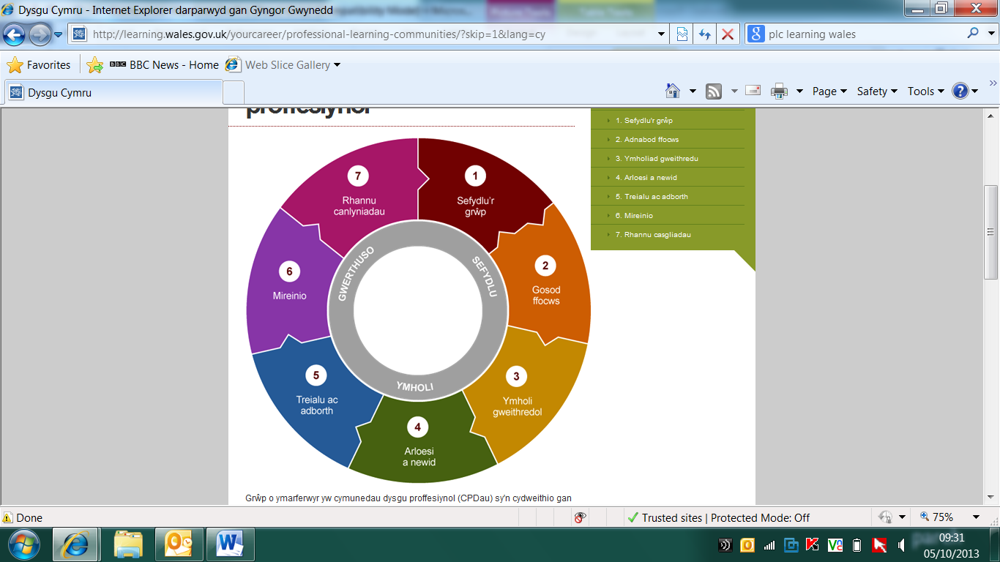 Dysgu Cymru - Internet Explorer darparwyd gan Gyngor Gwynedd
http://learning.wales.gov.uk/yourcareer/professional-learning-communities/?skip=1&lang=cy
plc learning wales
Favorites
BBC News - Home
Web Slice Gallery
Dysgu Cymru
Page
Safety
Tools
proffesiynol
1. Sefydlu'r grŵp
2. Adnabod ffocws
3. Ymholiad gweithredu
4. Arloesi a newid
5. Treialu ac adborth
6. Mireinio
7. Rhannu casgliadau
1
Sefydlu'r
grŵp
2
Gosod
ffocws
3
Ymholi
gweithredol
4
Arloesi
a newid
5
Treialu ac
adborth
6
Mireinio
7
Rhannu
canlyniadau
SEFYDLU
YMHOLI
GWERTHUSO
Grŵp o ymarferwyr yw cymunedau dysgu proffesiynol (CPDau) sy'n cydweithio gan
Done
Trusted sites | Protected Mode: Off
75%
09:31
05/10/2013